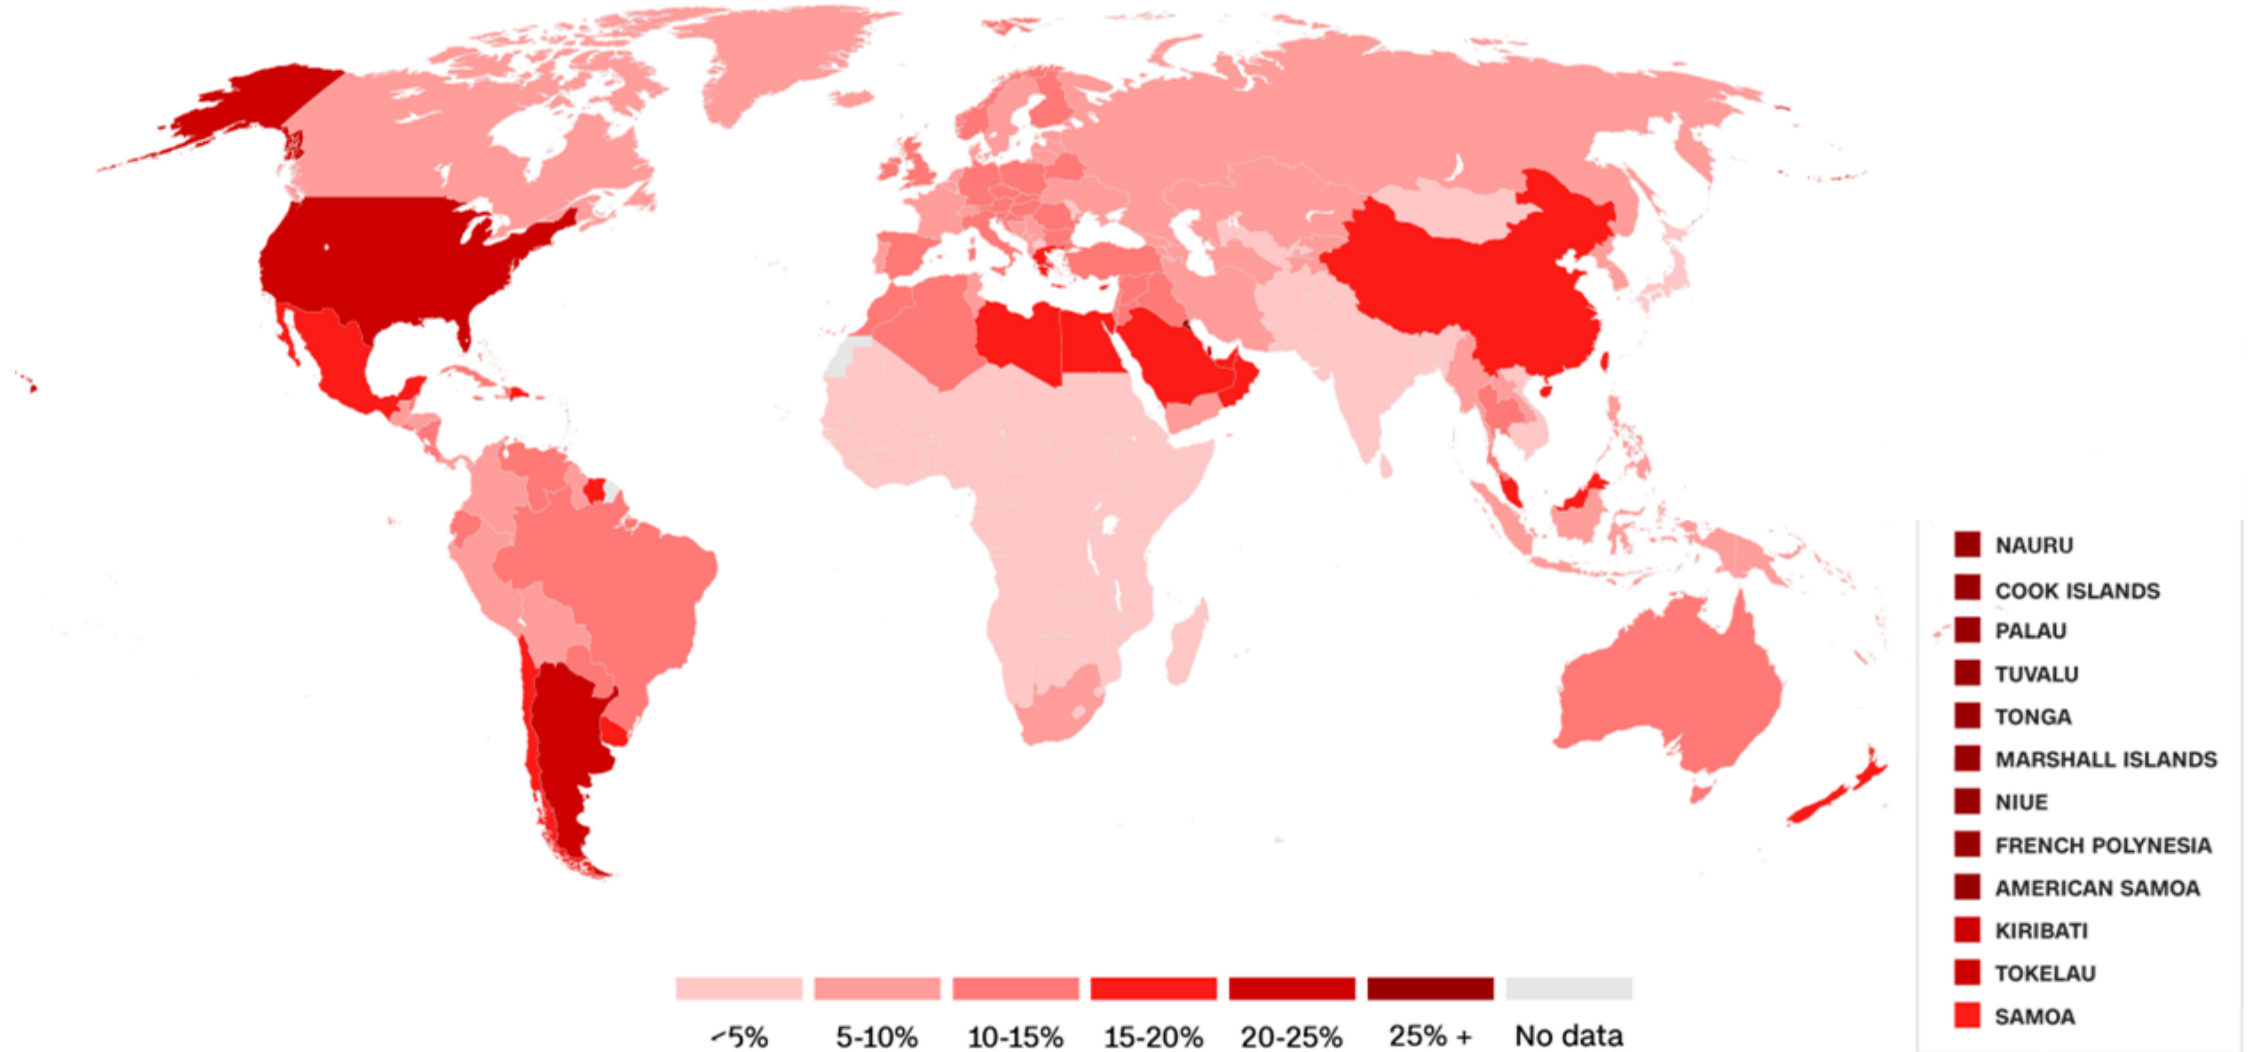 NAURU
COOK ISLANDS
PALAU
TUVALU
TONGA
MARSHALL ISLANDS
NIUE
FRENCH POLYNESIA
AMERICAN SAMOA
KIRIBATI
TOKELAU
SAMOA
<5% 5-10% 10-15% 15-20% 20-25% 25% + No data